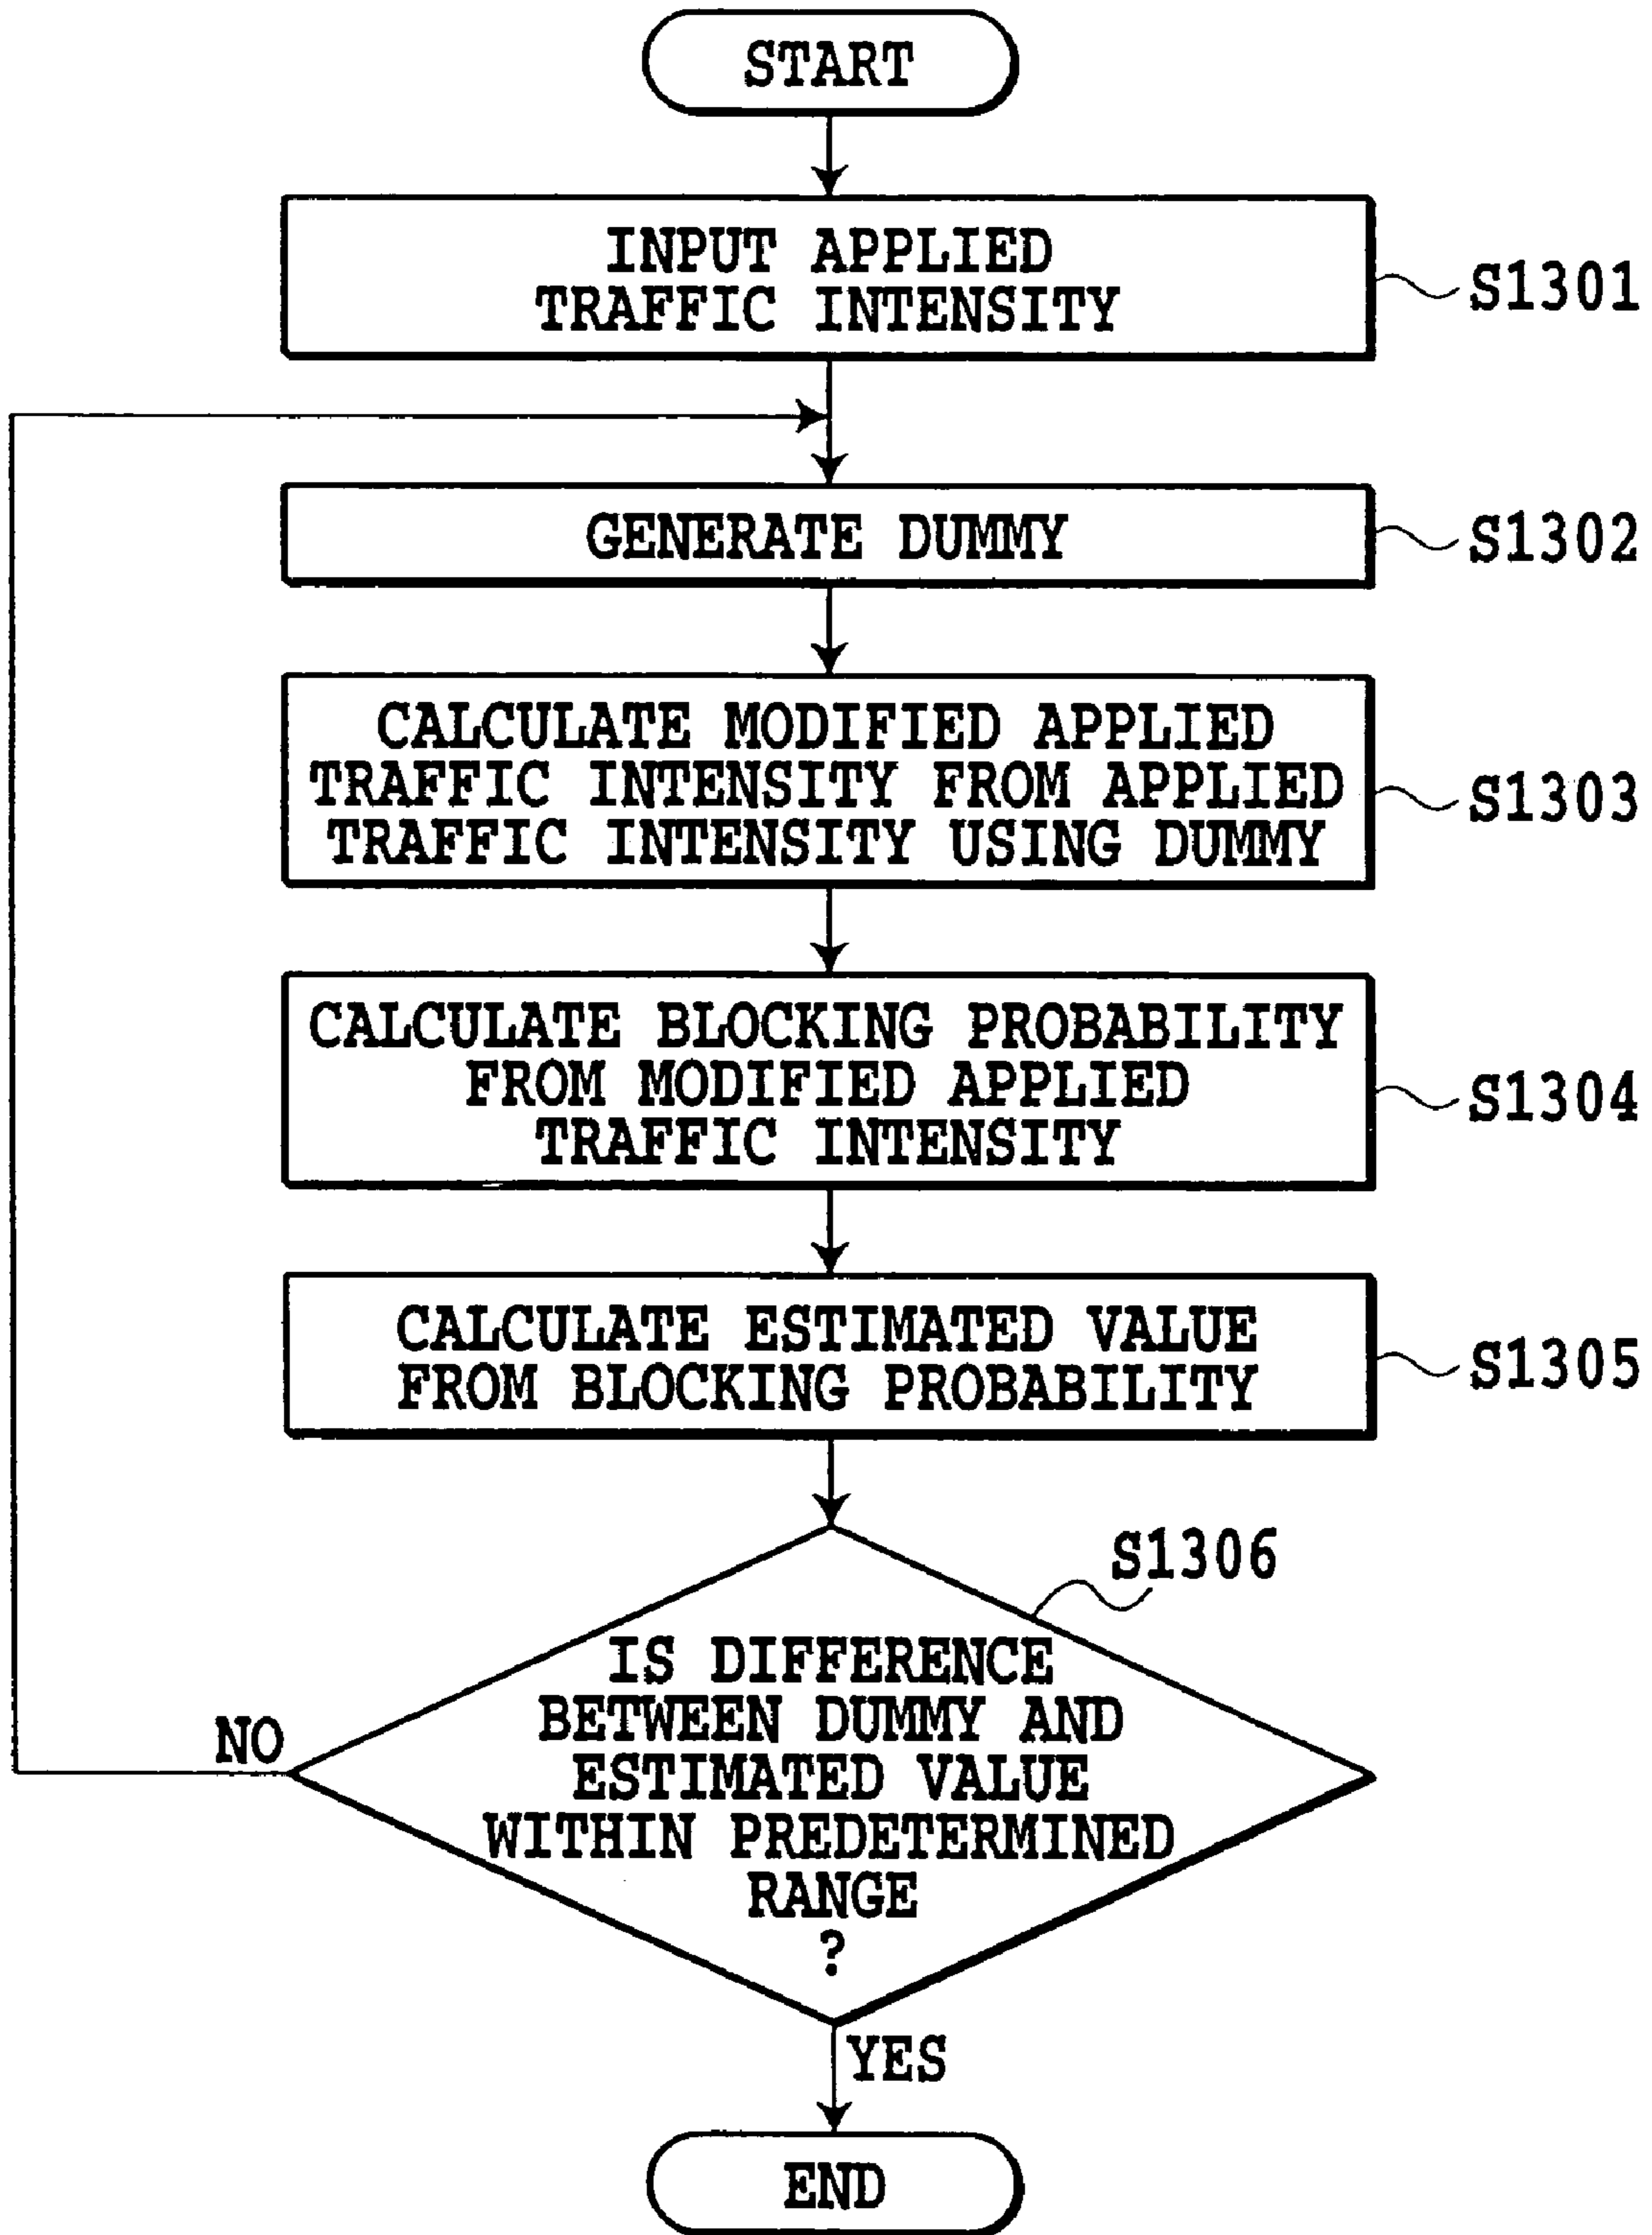 START
INPUT APPLIED
TRAFFIC INTENSITY
S1301
GENERATE DUMMY
S1302
CALCULATE MODIFIED APPLIED
TRAFFIC INTENSITY FROM APPLIED
TRAFFIC INTENSITY USING DUMMY
S1303
CALCULATE BLOCKING PROBABILITY
FROM MODIFIED APPLIED
TRAFFIC INTENSITY
S1304
CALCULATE ESTIMATED VALUE
FROM BLOCKING PROBABILITY
S1305
S1306
IS DIFFERENCE
BETWEEN DUMMY AND
ESTIMATED VALUE
WITHIN PREDETERMINED
RANGE
?
NO
YES
END